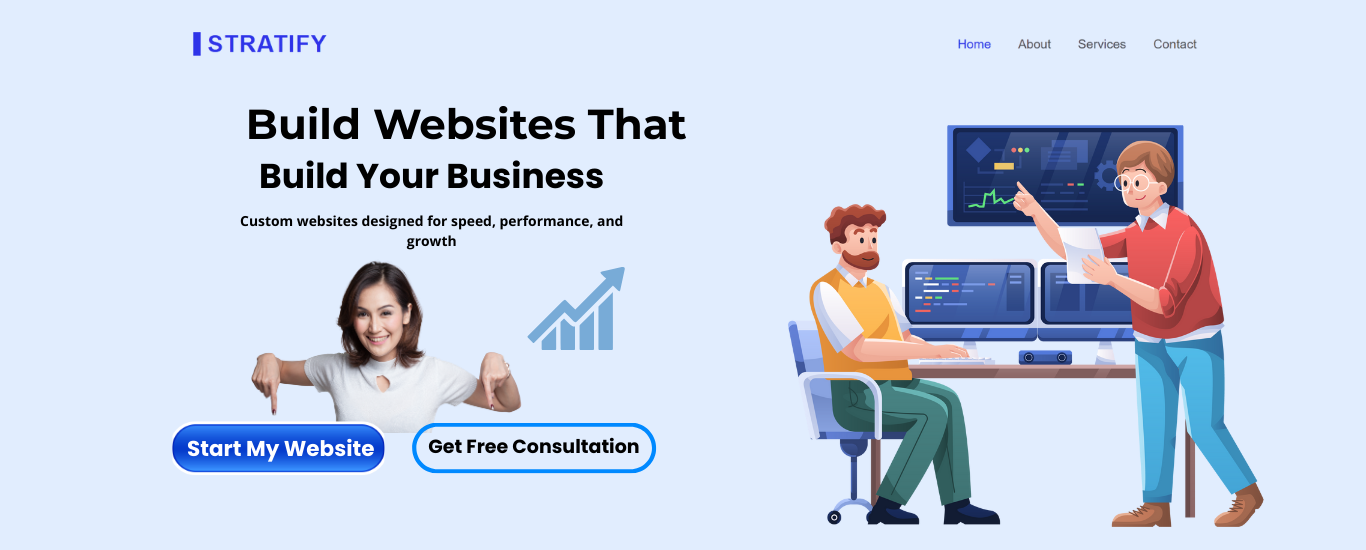 STRATIFY
Home About Services Contact
Build Websites That
Build Your Business
Custom websites designed for speed, performance, and
growth
Start My Website
Get Free Consultation